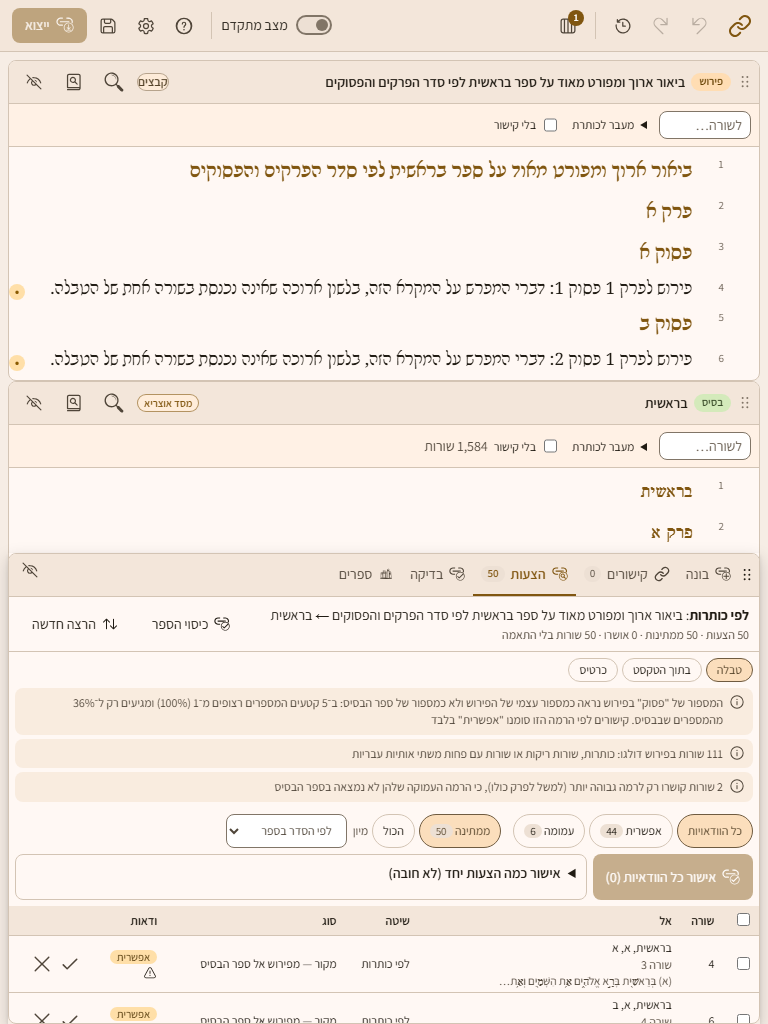 1
מצב מתקדם
ייצוא
פירוש ביאור ארוך ומפורט מאוד על ספר בראשית לפי סדר הפרקים והפסוקים
קבצים
לשורה…
מעבר לכותרת
בלי קישור
1 ביאור ארוך ומפורט מאוד על ספר בראשית לפי סדר הפרקים והפסוקים
2 פרק א
3 פסוק א
4 פירוש לפרק 1 פסוק 1: דברי המפרש על המקרא הזה, בלשון ארוכה שאינה נכנסת בשורה אחת של הטבלה.
5 פסוק ב
6 פירוש לפרק 1 פסוק 2: דברי המפרש על המקרא הזה, בלשון ארוכה שאינה נכנסת בשורה אחת של הטבלה.
בסיס בראשית
מסד אוצריא
לשורה…
מעבר לכותרת
בלי קישור
1,584 שורות
1 בראשית
2 פרק א
בונה
קישורים 0
הצעות 50
בדיקה
ספרים
לפי כותרות: ביאור ארוך ומפורט מאוד על ספר בראשית לפי סדר הפרקים והפסוקים ← בראשית
50 הצעות · 50 ממתינות · 0 אושרו · 50 שורות בלי התאמה
כיסוי הספר
הרצה חדשה
טבלה
בתוך הטקסט
כרטיס
המספור של "פסוק" בפירוש נראה כמספור עצמי של הפירוש ולא כמספור של ספר הבסיס: ב־5 קטעים המספרים רצופים מ־1 (100%) ומגיעים רק ל־36%
מהמספרים שבבסיס. קישורים לפי הרמה הזו סומנו "אפשרית" בלבד
111 שורות בפירוש דולגו: כותרות, שורות ריקות או שורות עם פחות משתי אותיות עבריות
2 שורות קושרו רק לרמה גבוהה יותר (למשל לפרק כולו), כי הרמה העמוקה שלהן לא נמצאה בספר הבסיס
כל הוודאויות
אפשרית 44
עמומה 6
ממתינה 50
הכול
מיון
לפי הסדר בספר
אישור כל הוודאיות (0)
אישור כמה הצעות יחד (לא חובה)
שורה אל שיטה סוג ודאות
בראשית, א, א
4 שורה 3 לפי כותרות מקור — מפירוש אל ספר הבסיס אפשרית
(א) בְּרֵאשִׁ֖ית בָּרָ֣א אֱלֹהִ֑ים אֵ֥ת הַשָּׁמַ֖יִם וְאֵ֥ת…
בראשית, א, ב
6 שורה 4 לפי כותרות מקור — מפירוש אל ספר הבסיס אפשרית